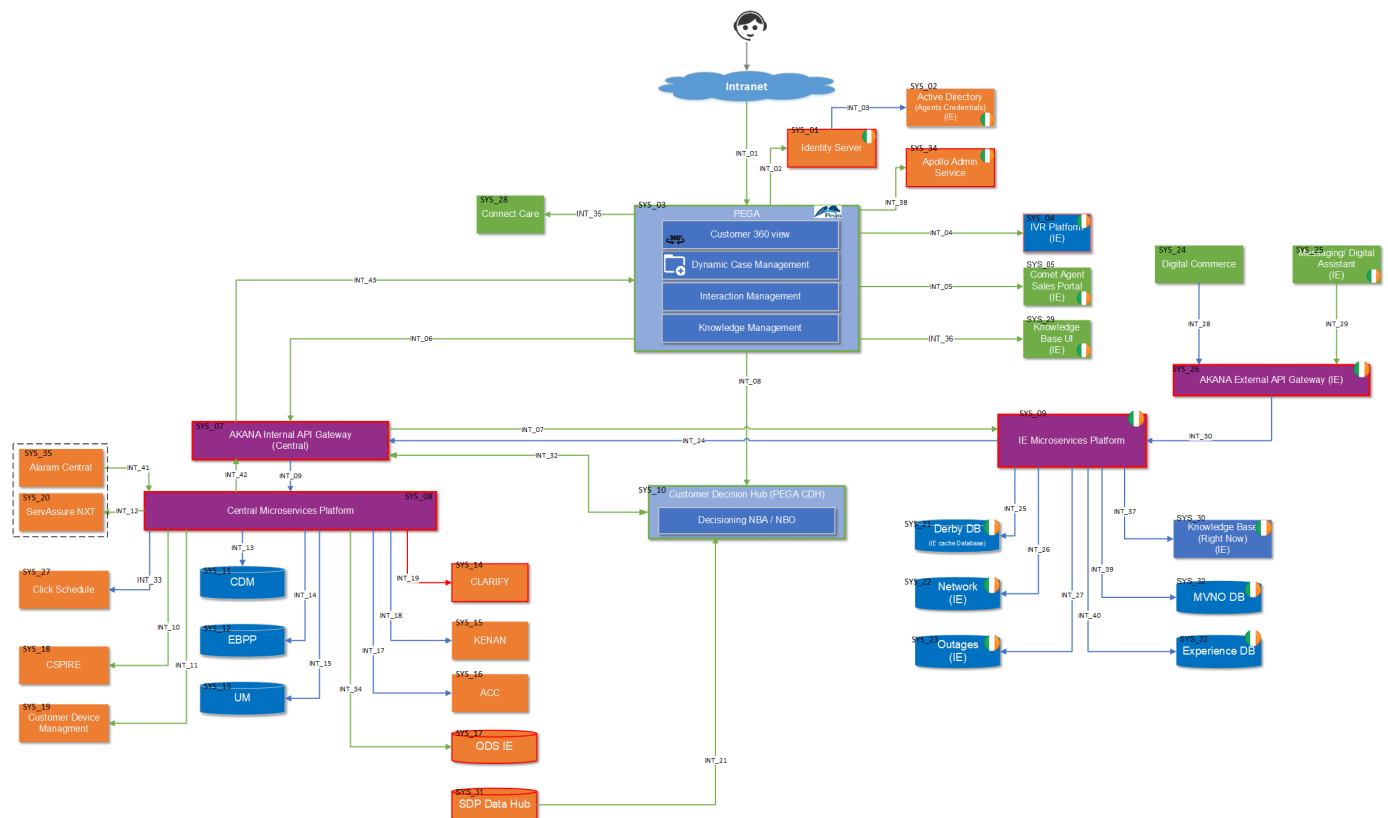 Intranet
SYS_02
Active Directory
(Agents Credentials)
(IE)
INT_03
SYS_01
Identity Server
INT_01
INT_02
SYS_34
Apollo Admin
Service
INT_38
SYS_28
Connect Care
INT_35
SYS_03
PEGA
Pega
360°
Customer 360 view
Dynamic Case Management
Interaction Management
Knowledge Management
INT_04
SYS_04
IVR Platform
(IE)
INT_05
SYS_05
Comet Agent
Sales Portal
(IE)
INT_36
SYS_29
Knowledge
Base UI
(IE)
SYS_24
Digital Commerce
SYS_25
Messaging/ Digital
Assistant
(IE)
INT_28
INT_29
SYS_26
AKANA External API Gateway (IE)
INT_43
INT_06
INT_08
SYS_07
AKANA Internal API Gateway
(Central)
INT_07
INT_24
INT_32
SYS_09
IE Microservices Platform
INT_30
SYS_35
Alaram Central
INT_41
SYS_20
ServAssure NXT
INT_12
INT_42
INT_09
SYS_08
Central Microservices Platform
SYS_10
Customer Decision Hub (PEGA CDH)
Decisioning NBA / NBO
INT_25
INT_26
INT_27
INT_37
INT_39
INT_40
SYS_21
Derby DB
(IE cache Database)
SYS_30
Knowledge Base
(Right Now)
(IE)
SYS_22
Network
(IE)
SYS_32
MVNO DB
SYS_23
Outages
(IE)
SYS_33
Experience DB
SYS_27
Click Schedule
INT_33
INT_13
SYS_11
CDM
INT_14
INT_19
SYS_14
CLARIFY
INT_10
INT_18
SYS_12
EBPP
SYS_15
KENAN
SYS_18
CSPIRE
INT_11
INT_15
INT_17
SYS_16
ACC
SYS_13
UM
INT_34
SYS_19
Customer Device
Managment
SYS_17
ODS IE
INT_21
SYS_31
SDP Data Hub